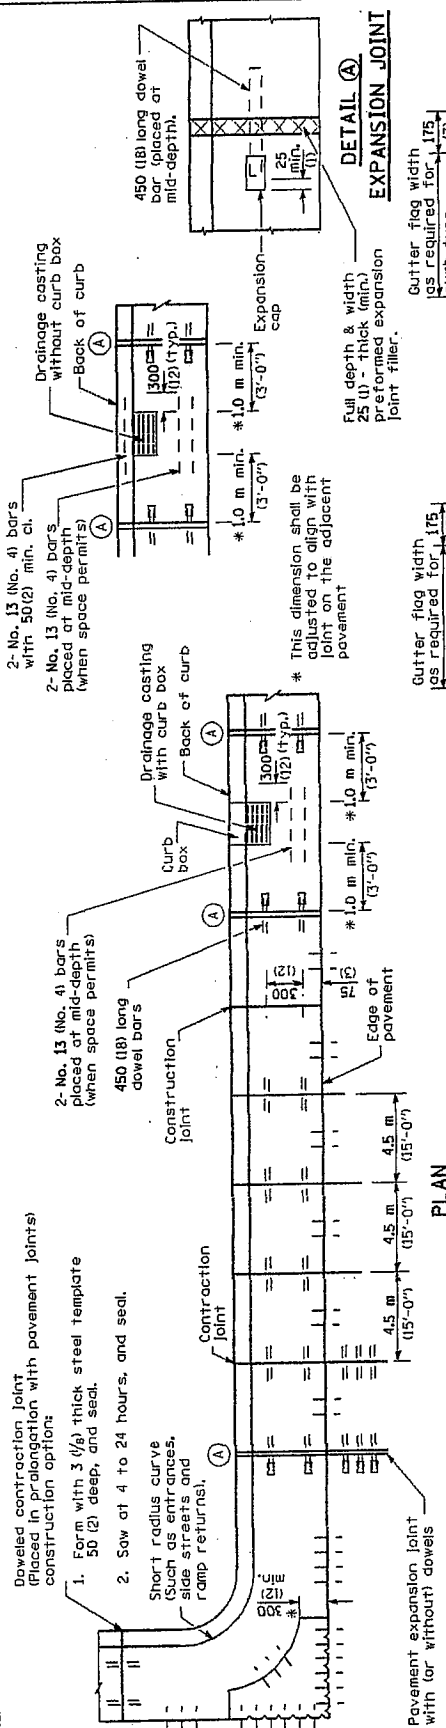 Doweled contraction joint
(Placed in prolongation with pavement joints)
construction option:
1. Form with 3 (1/8) thick steel template
50 (2) deep, and seal.
2. Saw at 4 to 24 hours, and seal.
Short radius curve
(Such as entrances,
side streets and
ramp returns).
300
(12)
min.
*
Pavement expansion joint
with (or without) dowels
A
Contraction
joint
4.5 m
(15'-0")
4.5 m
(15'-0")
4.5 m
(15'-0")
PLAN
Edge of
pavement
Construction
joint
450 (18) long
dowel bars
2- No. 13 (No. 4) bars
placed at mid-depth
(when space permits)
300
(12)
75
(3)
A
Curb
box
Drainage casting
with curb box
Back of curb
300
(12) (typ.)
A
*1.0 m min.
(3'-0")
*1.0 m min.
(3'-0")
* This dimension shall be
adjusted to align with
joint on the adjacent
pavement
2- No. 13 (No. 4) bars
with 50(2) min. cl.
2- No. 13 (No. 4) bars
placed at mid-depth
(when space permits)
Drainage casting
without curb box
Back of curb
A
A
300
(12) (typ.)
*1.0 m min.
(3'-0")
*1.0 m min.
(3'-0")
450 (18) long dowel
bar (placed at
mid-depth).
25
min.
(1)
Expansion
cap
Full depth & width
25 (1) - thick (min.)
preformed expansion
joint filler.
DETAIL A
EXPANSION JOINT
Gutter flag width
as required for
175
Gutter flag width
as required for
175